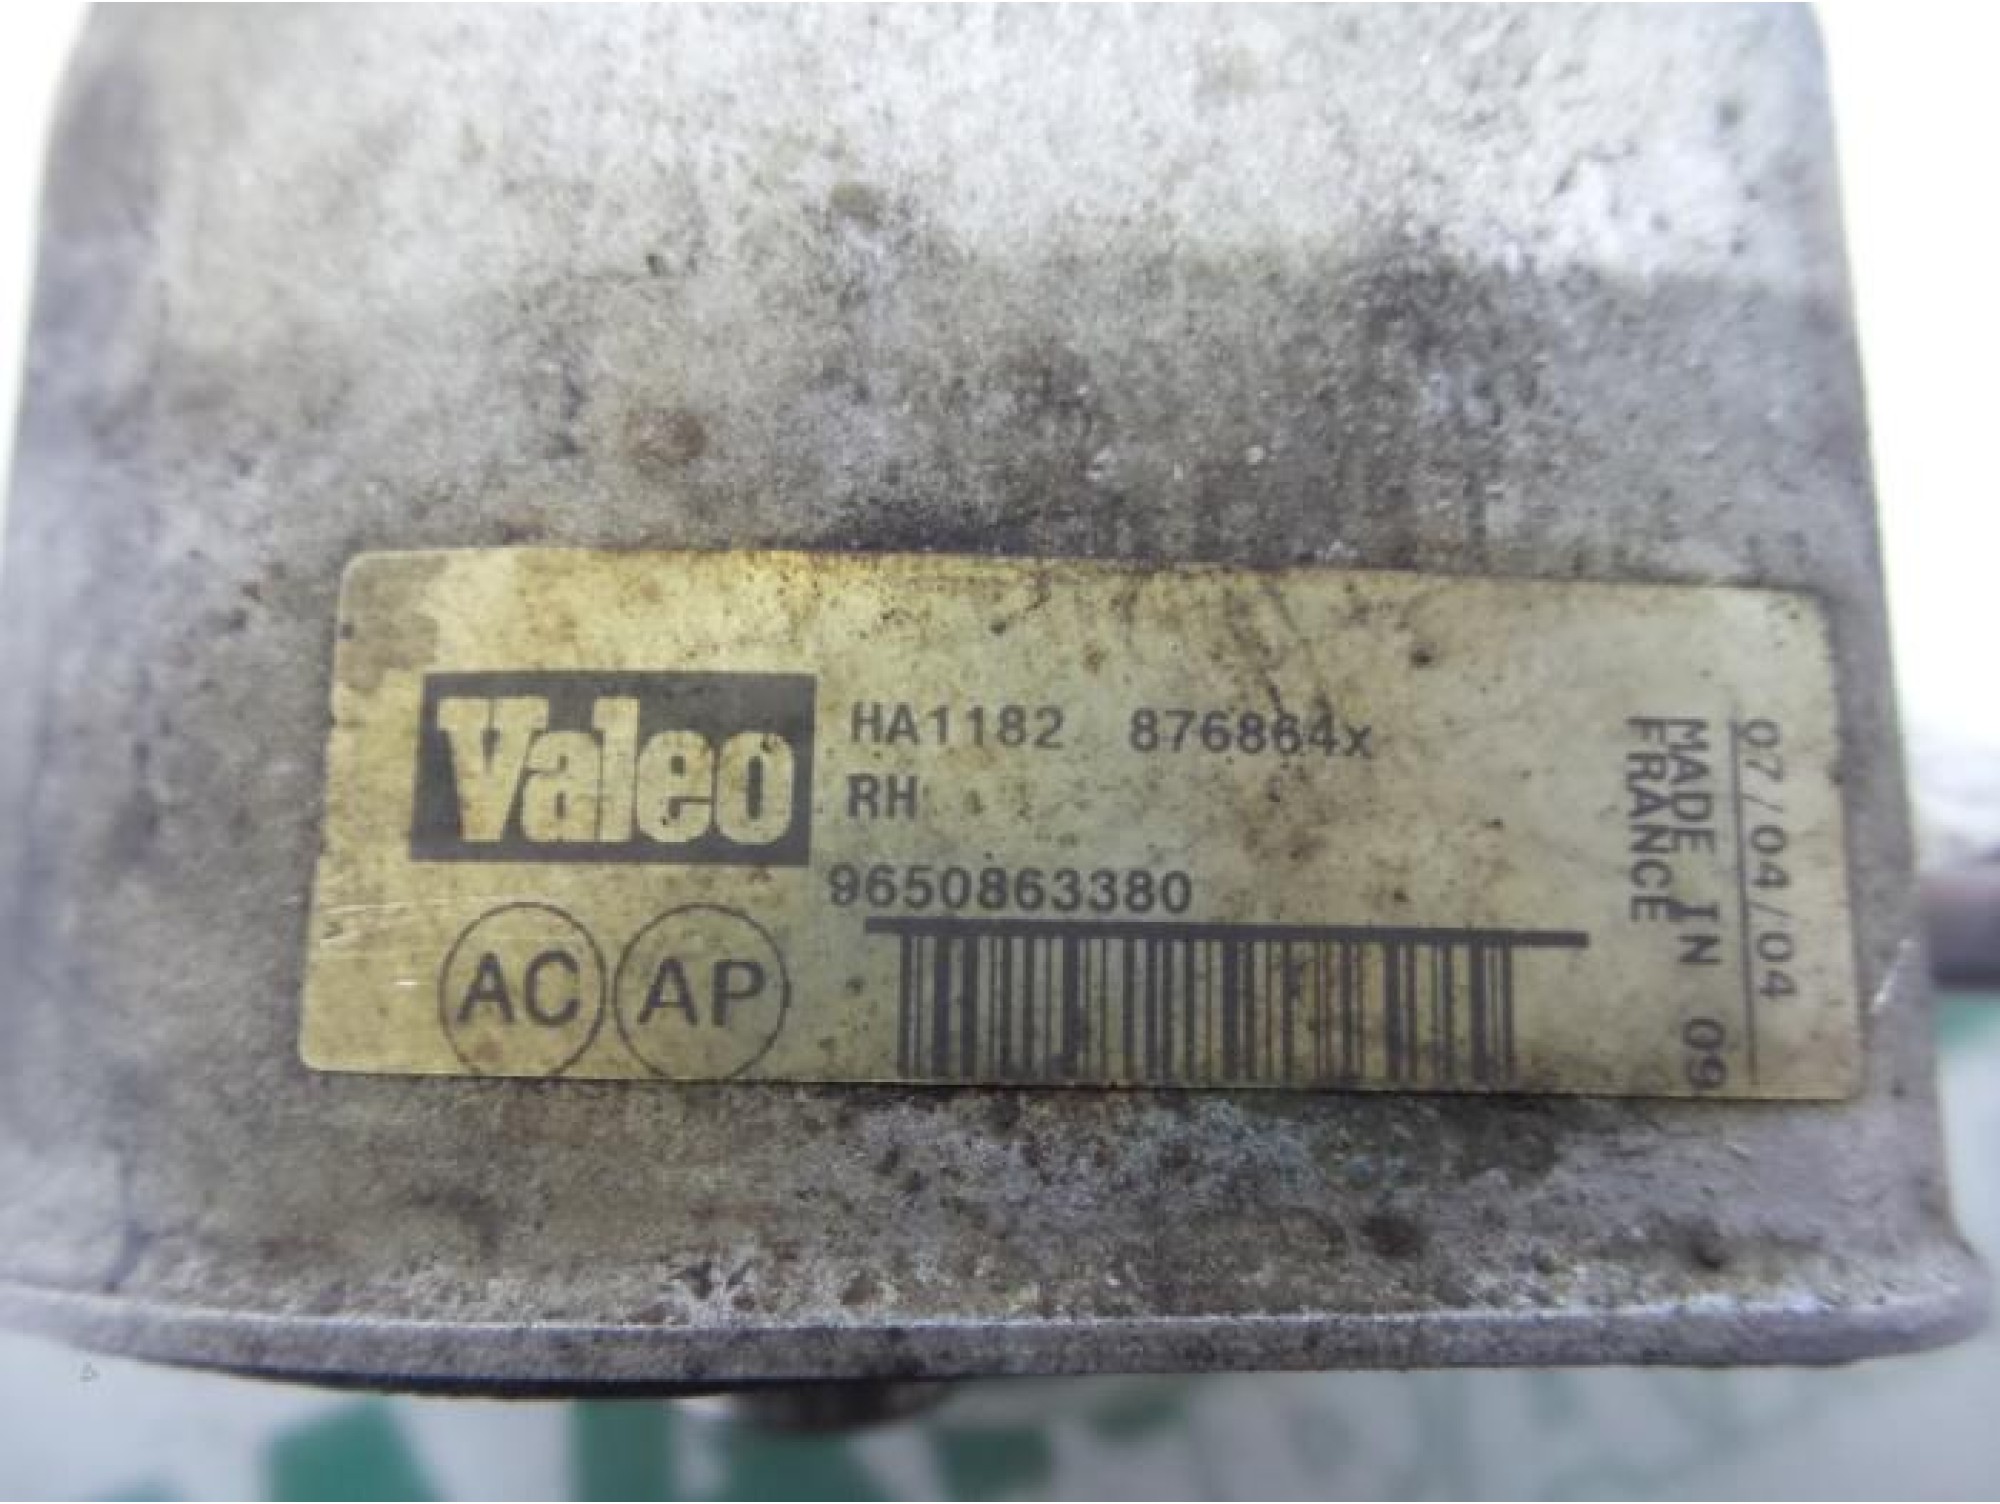 Valeo
HA1182 876864x
RH
9650863380
AC AP
07/04/04
MADE IN 09
FRANCE